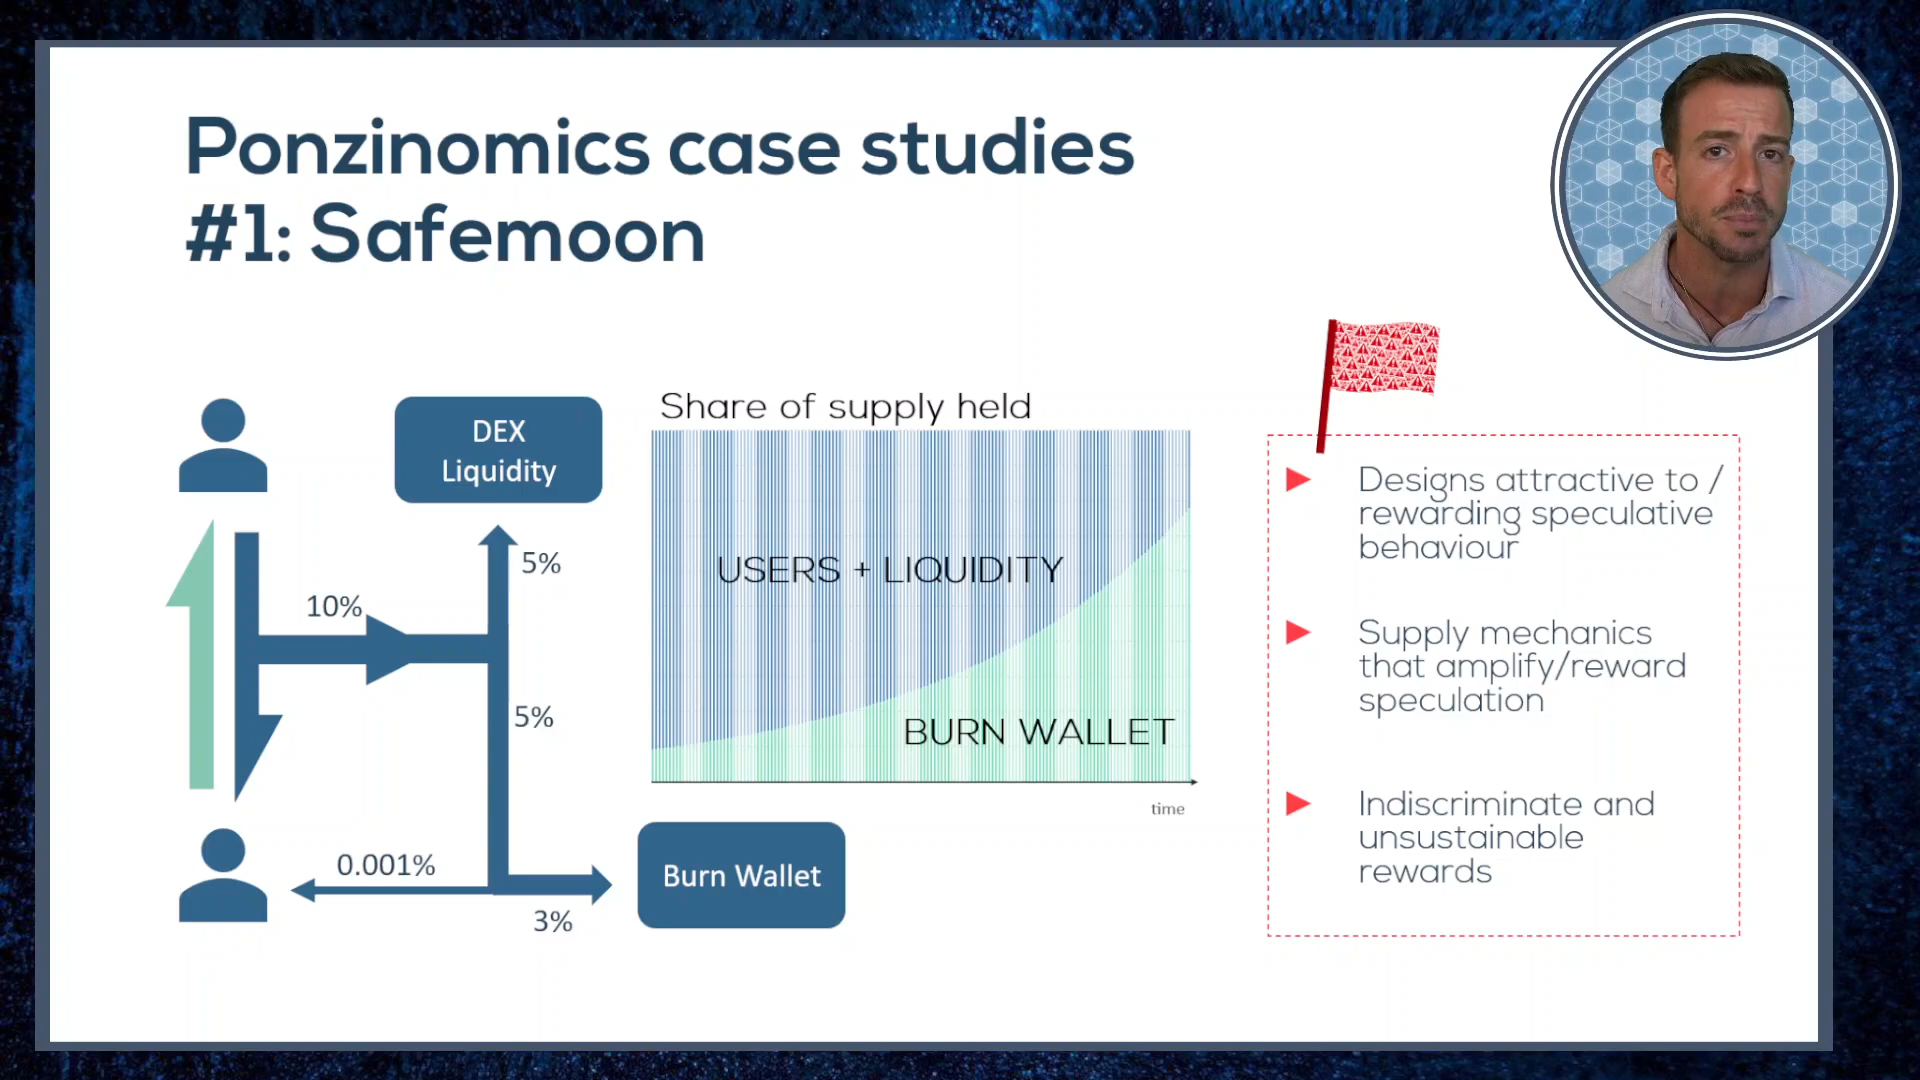 Ponzinomics case studies
#1: Safemoon
DEX
Liquidity
5%
10%
5%
0.001%
3%
Burn Wallet
Share of supply held
USERS + LIQUIDITY
BURN WALLET
time
Designs attractive to /
rewarding speculative
behaviour
Supply mechanics
that amplify/reward
speculation
Indiscriminate and
unsustainable
rewards